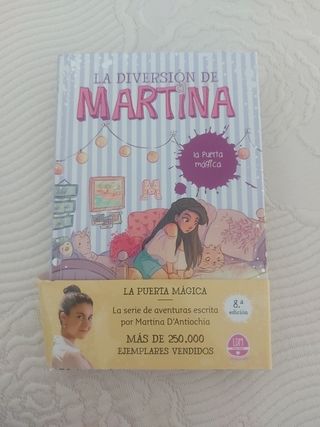 LA DIVERSIÓN DE
MARTINA
la puerta
mágica
M
LA PUERTA MÁGICA
La serie de aventuras escrita
por Martina D'Antiochia
MÁS DE 250.000
EJEMPLARES VENDIDOS
8.ª
edición